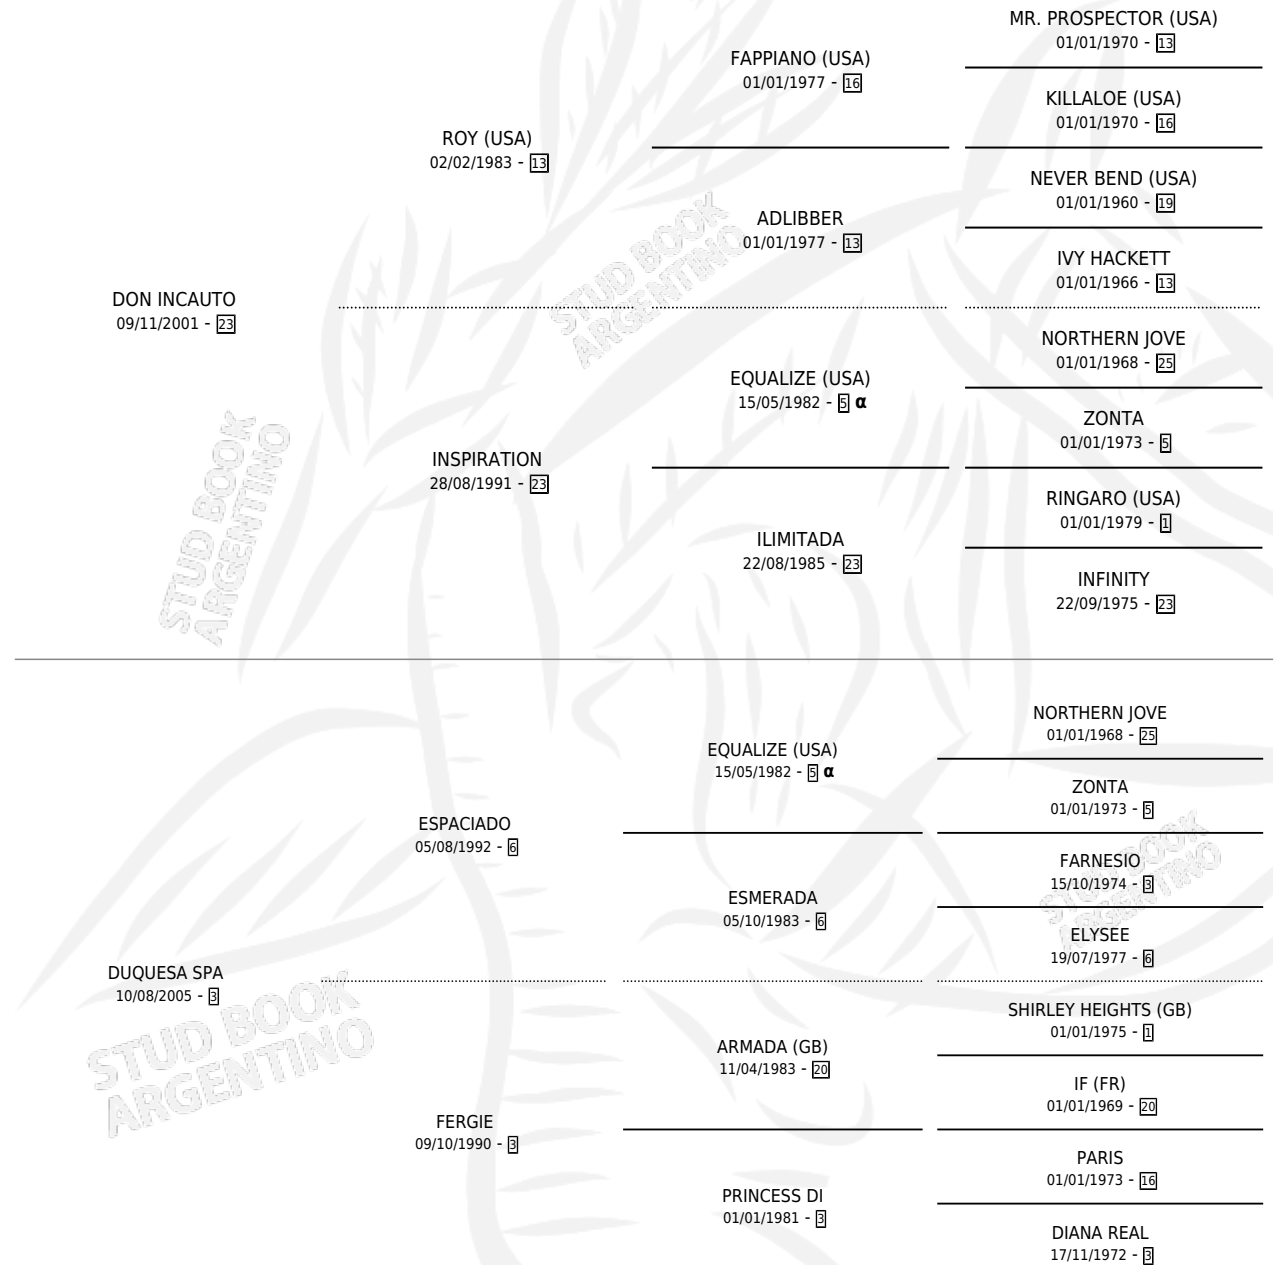 MR. PROSPECTOR (USA)
01/01/1970 - 13
FAPPIANO (USA)
01/01/1977 - 16
KILLALOE (USA)
01/01/1970 - 16
ROY (USA)
02/02/1983 - 13
NEVER BEND (USA)
01/01/1960 - 19
ADLIBBER
01/01/1977 - 13
IVY HACKETT
01/01/1966 - 13
DON INCAUTO
09/11/2001 - 23
NORTHERN JOVE
01/01/1968 - 25
EQUALIZE (USA)
15/05/1982 - 5 α
ZONTA
01/01/1973 - 5
INSPIRATION
28/08/1991 - 23
RINGARO (USA)
01/01/1979 - 1
ILIMITADA
22/08/1985 - 23
INFINITY
22/09/1975 - 23
STUD BOOK
ARGENTINO
STUD BOOK
ARGENTINO
NORTHERN JOVE
01/01/1968 - 25
EQUALIZE (USA)
15/05/1982 - 5 α
ZONTA
01/01/1973 - 5
ESPACIADO
05/08/1992 - 6
FARNESIO
15/10/1974 - 3
ESMERADA
05/10/1983 - 6
ELYSEE
19/07/1977 - 6
DUQUESA SPA
10/08/2005 - 3
SHIRLEY HEIGHTS (GB)
01/01/1975 - 1
ARMADA (GB)
11/04/1983 - 20
IF (FR)
01/01/1969 - 20
FERGIE
09/10/1990 - 3
PARIS
01/01/1973 - 16
PRINCESS DI
01/01/1981 - 3
DIANA REAL
17/11/1972 - 3
STUD BOOK
ARGENTINO
STUD BOOK
ARGENTINO